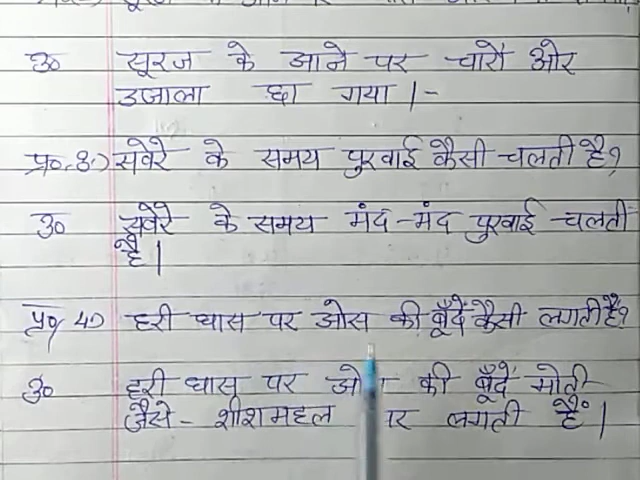 उ० सूरज के आने पर चारों ओर
उजाला छा गया।-
प्र०.3.) सवेरे के समय पुरवाई कैसी चलती है?
उ० सवेरे के समय मंद-मंद पुरवाई चलती
है।
प्र० 4) हरी घास पर ओस की बूँदें कैसी लगती हैं?
उ० हरी घास पर की बूँदें मोती
जैसे- शीशमहल पर लगती हैं।